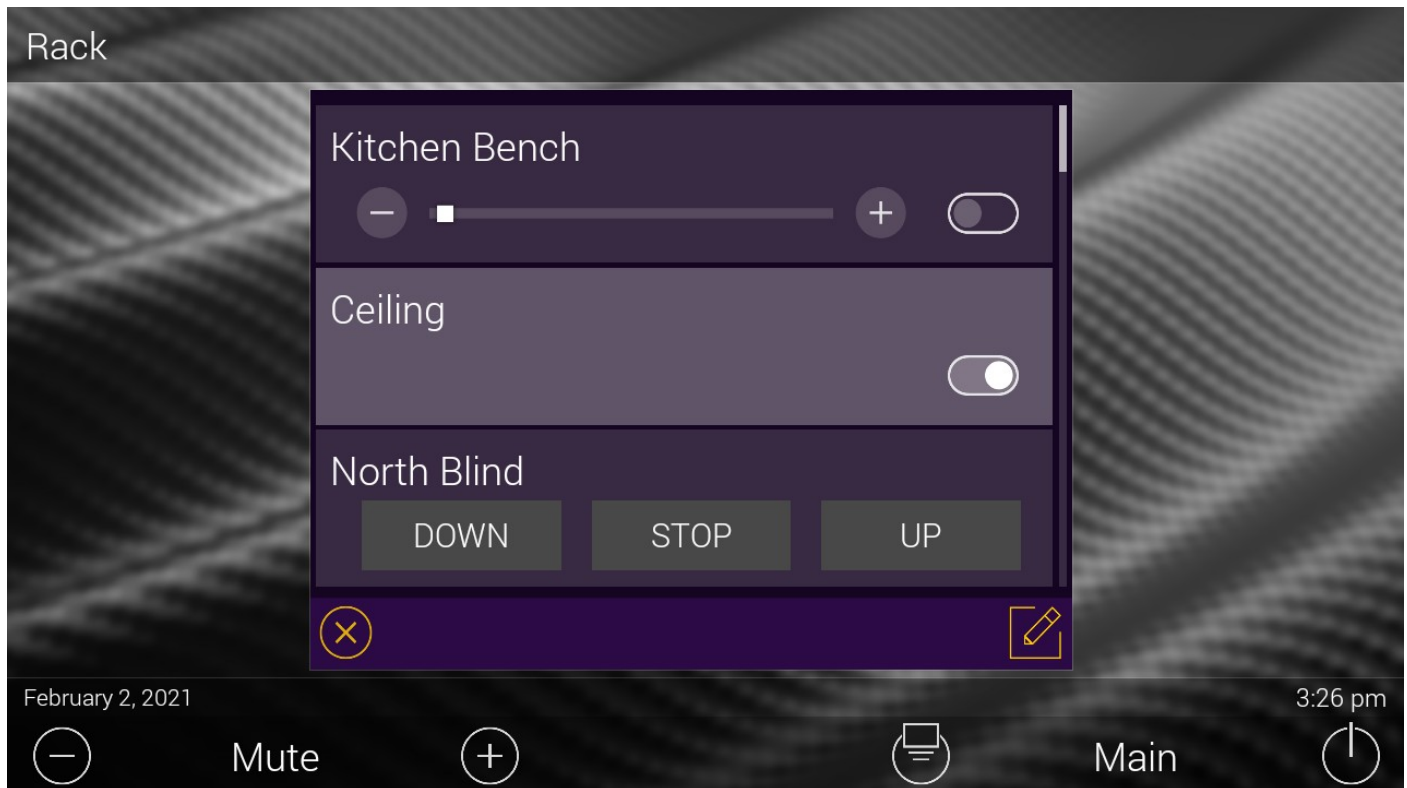 Rack
Kitchen Bench
Ceiling
North Blind
DOWN STOP UP
February 2, 2021 3:26 pm
Mute Main